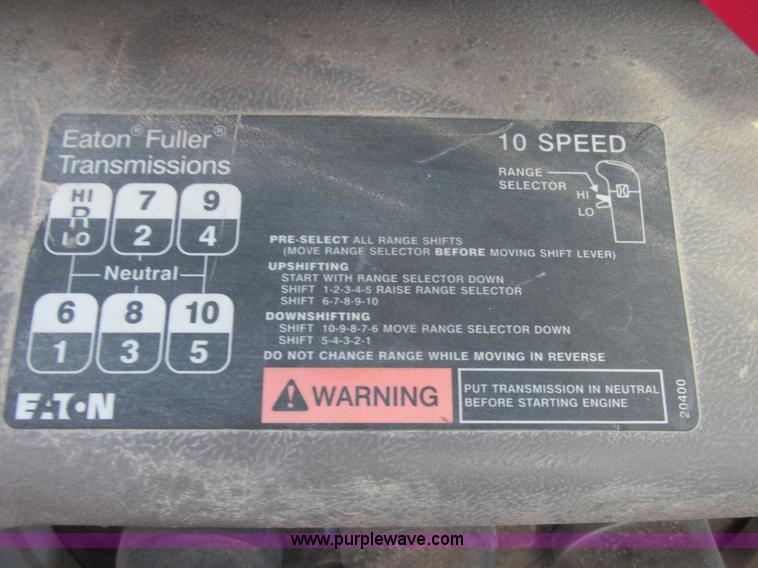 Eaton® Fuller®
Transmissions
10 SPEED
RANGE
SELECTOR
HI
LO
HI 7 9
R
LO 2 4
Neutral
6 8 10
1 3 5
PRE-SELECT ALL RANGE SHIFTS
(MOVE RANGE SELECTOR BEFORE MOVING SHIFT LEVER)
UPSHIFTING
START WITH RANGE SELECTOR DOWN
SHIFT 1-2-3-4-5 RAISE RANGE SELECTOR
SHIFT 6-7-8-9-10
DOWNSHIFTING
SHIFT 10-9-8-7-6 MOVE RANGE SELECTOR DOWN
SHIFT 5-4-3-2-1
DO NOT CHANGE RANGE WHILE MOVING IN REVERSE
EATON
WARNING
PUT TRANSMISSION IN NEUTRAL
BEFORE STARTING ENGINE
20400
www.purplewave.com